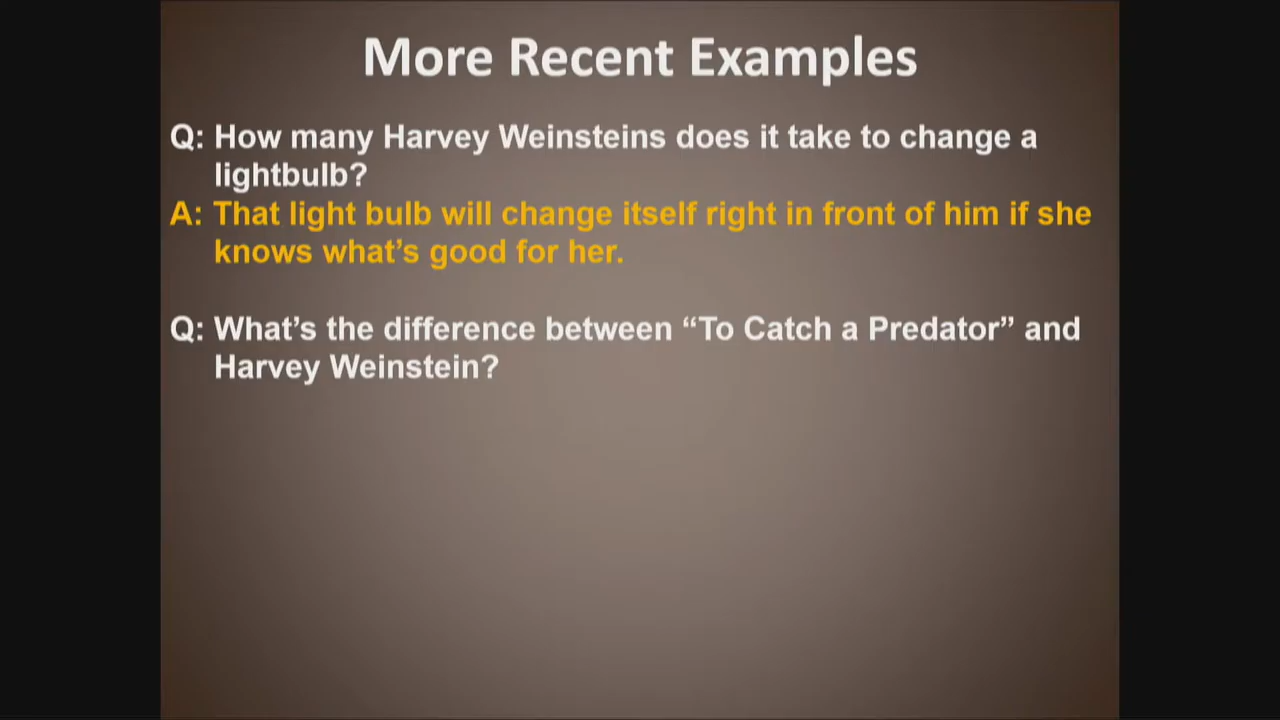 More Recent Examples
Q: How many Harvey Weinsteins does it take to change a
lightbulb?
A: That light bulb will change itself right in front of him if she
knows what’s good for her.
Q: What’s the difference between “To Catch a Predator” and
Harvey Weinstein?